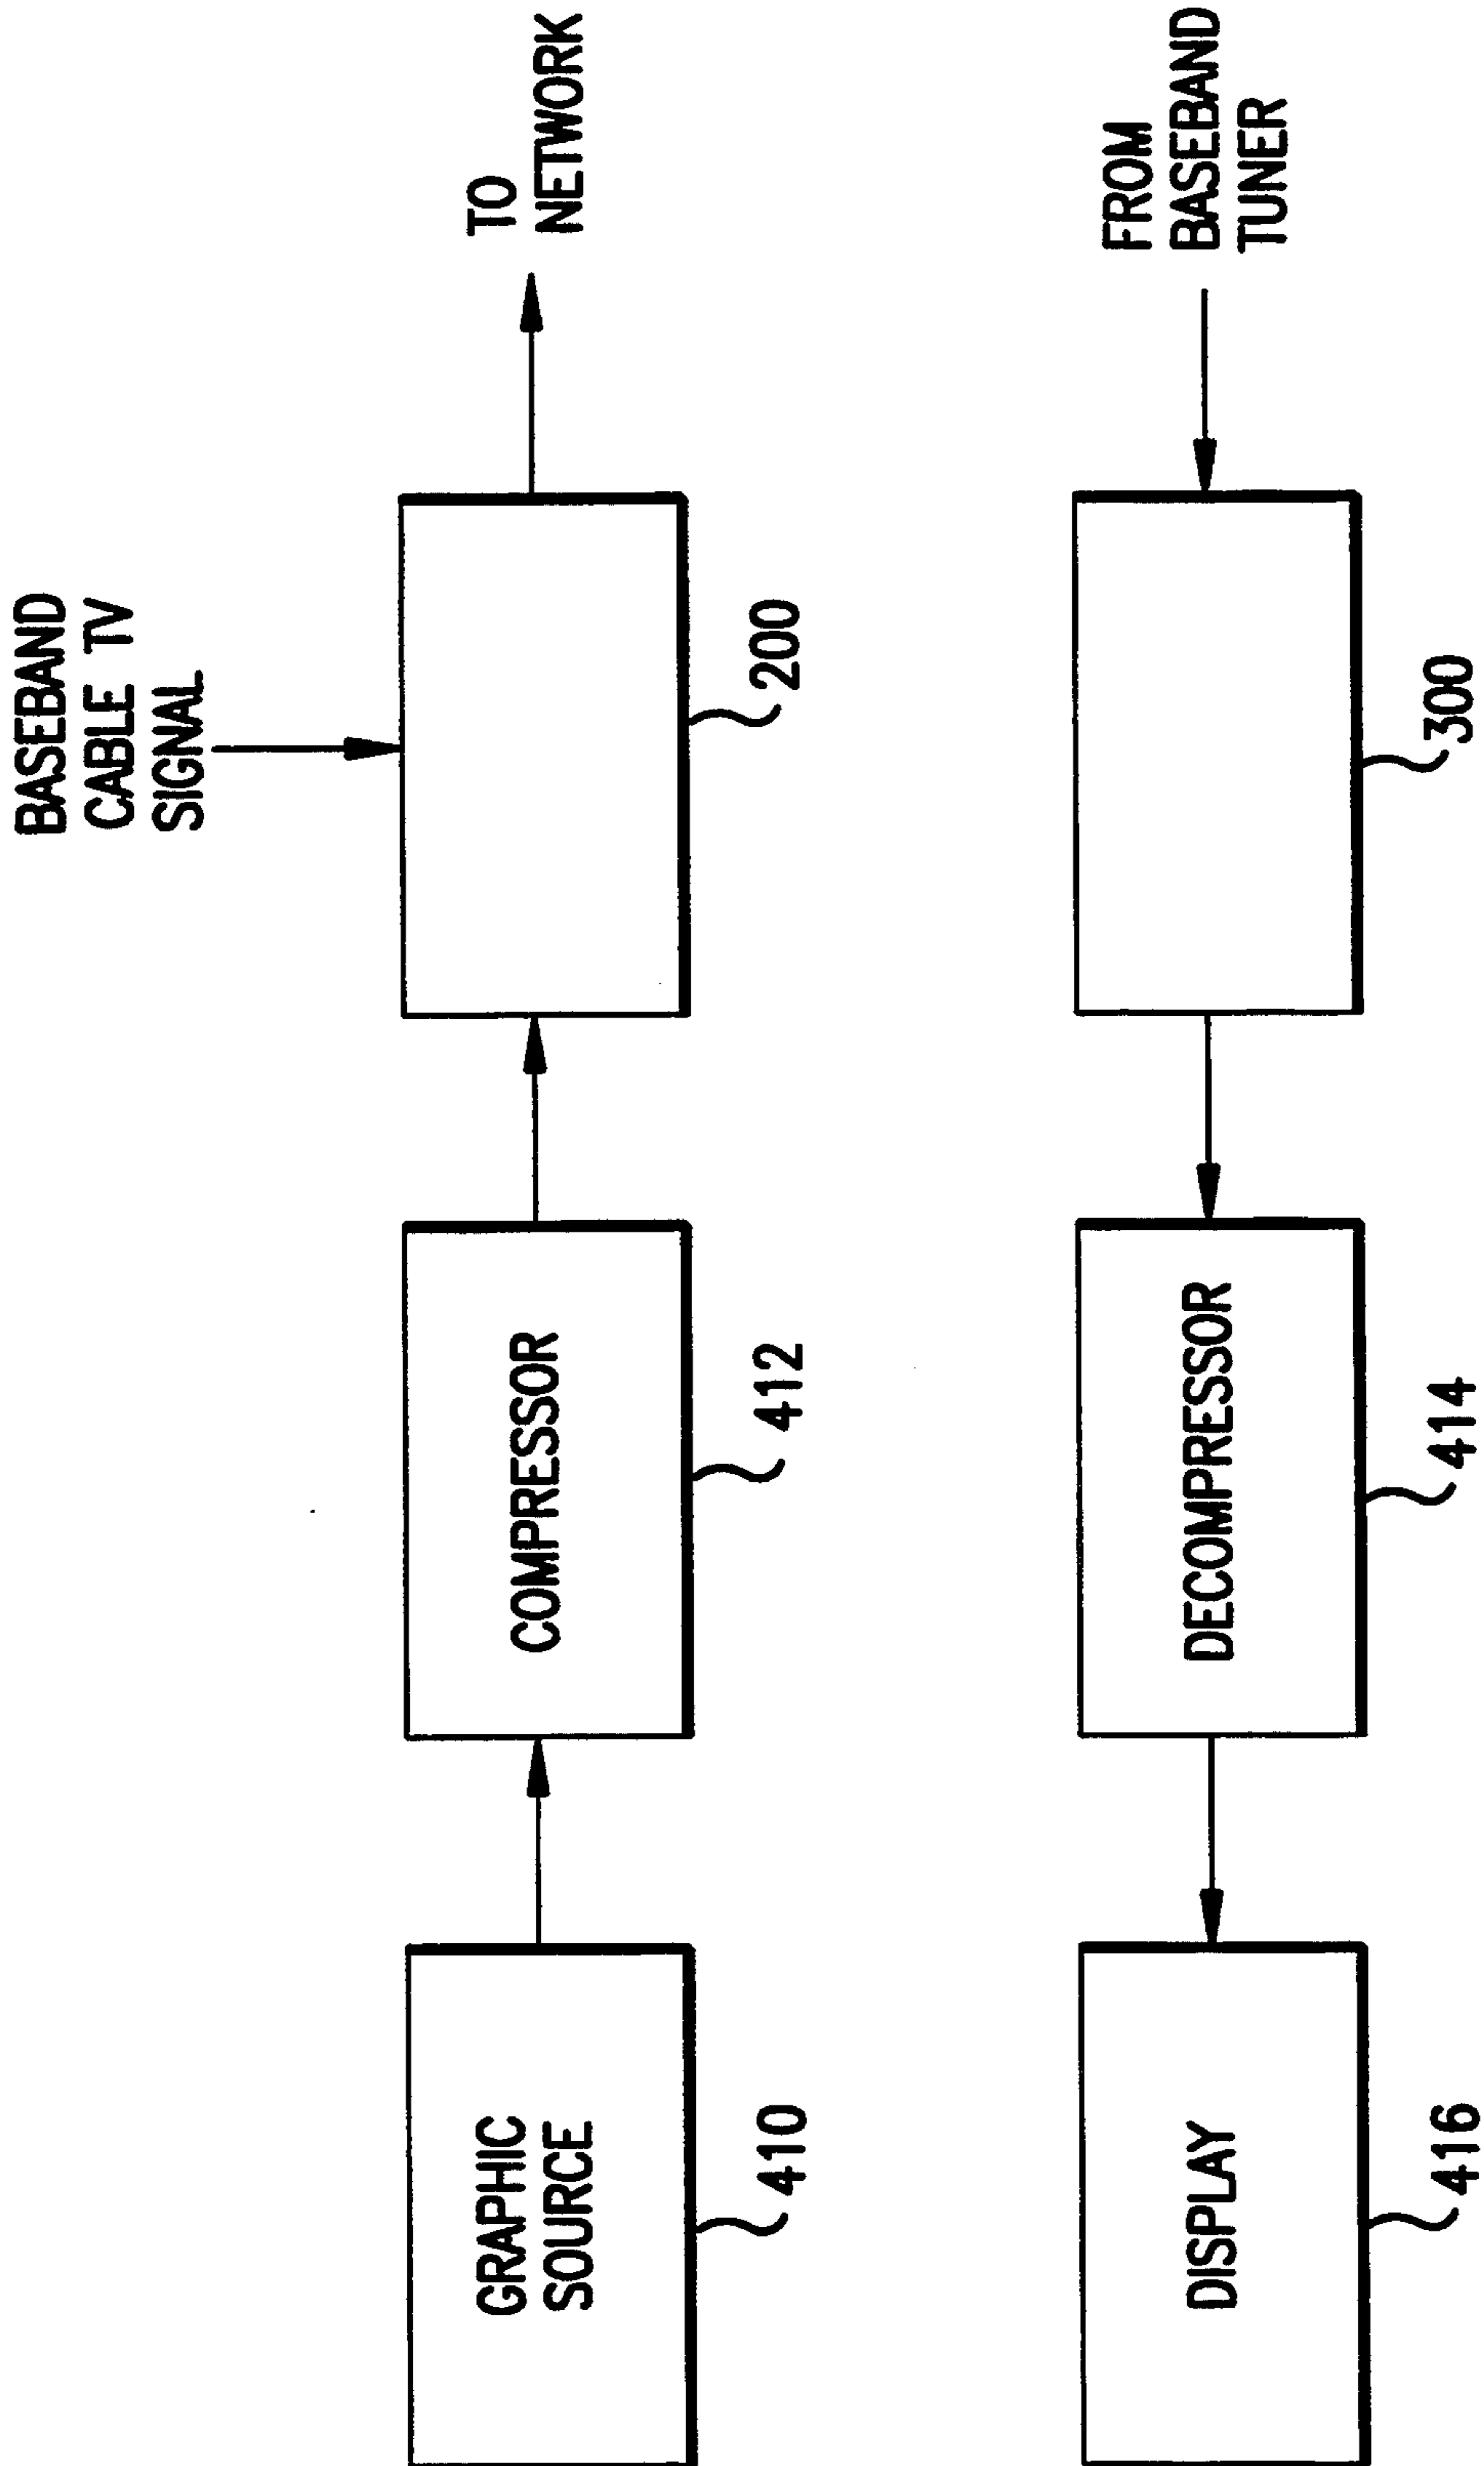 BASEBAND
CABLE TV
SIGNAL
GRAPHIC
SOURCE
410
COMPRESSOR
412
200
TO
NETWORK
DISPLAY
416
DECOMPRESSOR
414
300
FROM
BASEBAND
TUNER